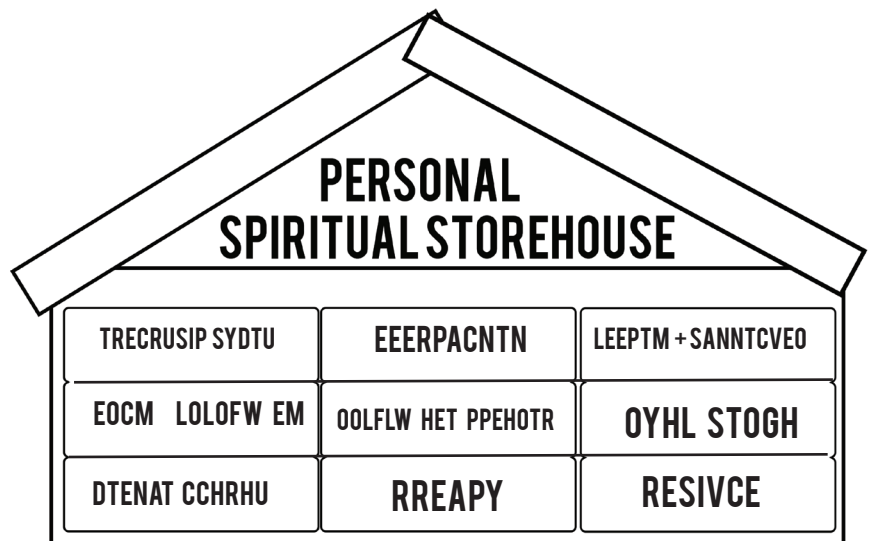 PERSONAL
SPIRITUAL STOREHOUSE
TRECRUSIP SYDTU
EEERPACNTN
LEEPTM + SANNTCVEO
EOCM LOLOFW EM
OOLFLW HET PPEHOTR
OYHL STOGH
DTENAT CCHRHU
RREAPY
RESIVCE